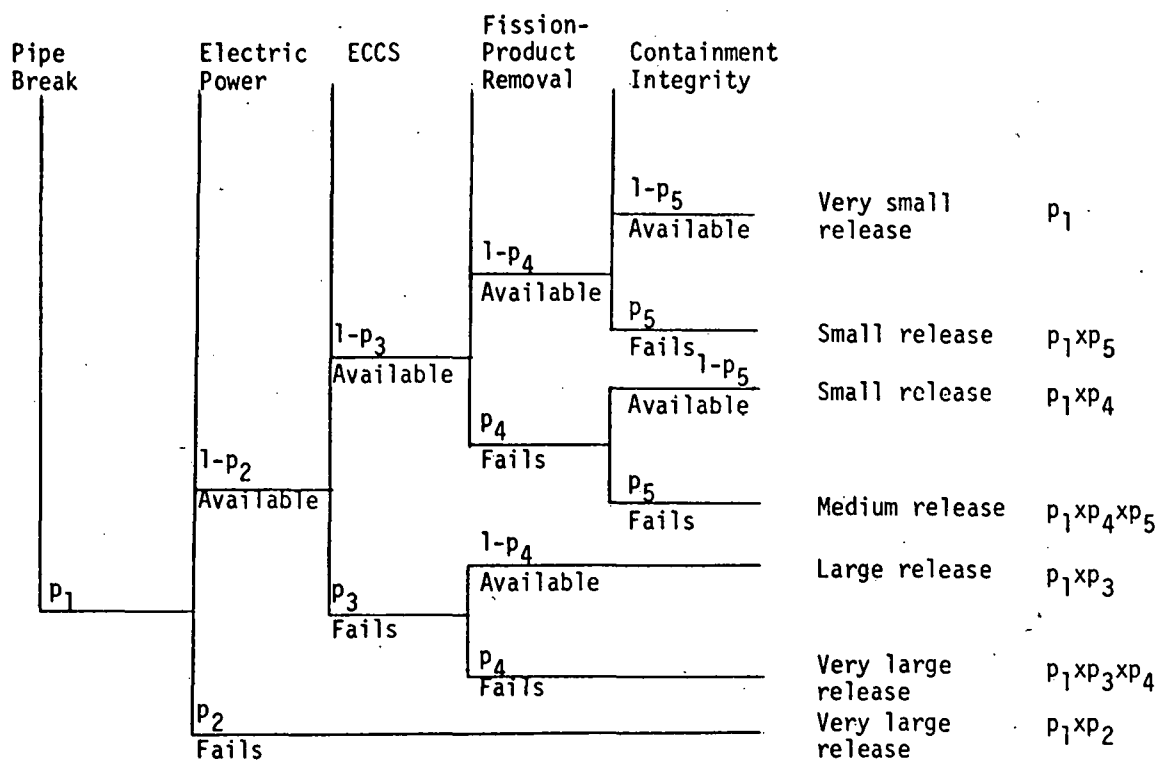 Pipe
Break
Electric
Power
ECCS
Fission-
Product
Removal
Containment
Integrity
1-p5
Available
Very small
release
p1
1-p4
Available
p5
Fails
Small release
p1xp5
1-p3
Available
1-p5
Available
Small release
p1xp4
p4
Fails
1-p2
Available
p5
Fails
Medium release
p1xp4xp5
1-p4
Available
Large release
p1xp3
p1
p3
Fails
p4
Fails
Very large
release
p1xp3xp4
p2
Fails
Very large
release
p1xp2